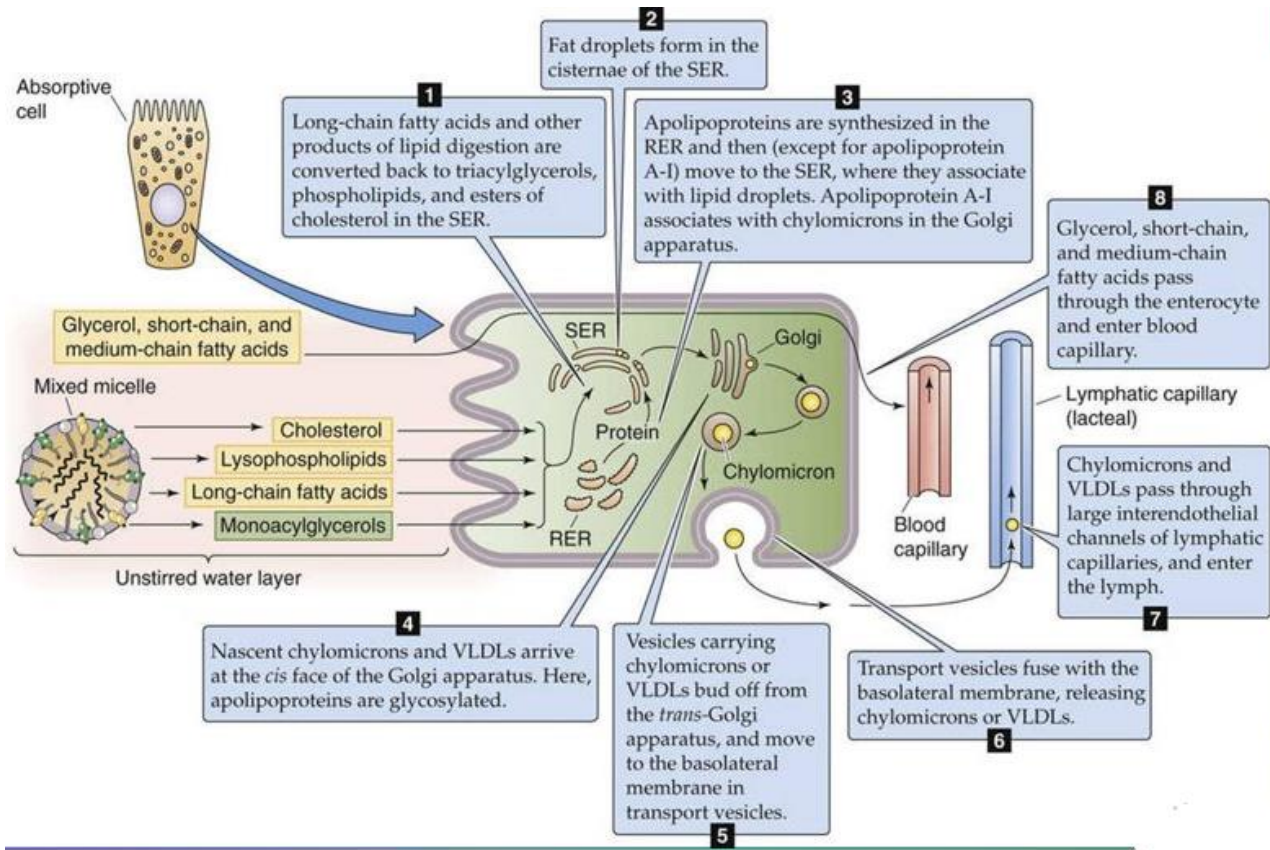 2
Fat droplets form in the
cisternae of the SER.
Absorptive
cell
1
Long-chain fatty acids and other
products of lipid digestion are
converted back to triacylglycerols,
phospholipids, and esters of
cholesterol in the SER.
3
Apolipoproteins are synthesized in the
RER and then (except for apolipoprotein
A-I) move to the SER, where they associate
with lipid droplets. Apolipoprotein A-I
associates with chylomicrons in the Golgi
apparatus.
8
Glycerol, short-chain,
and medium-chain
fatty acids pass
through the enterocyte
and enter blood
capillary.
Glycerol, short-chain, and
medium-chain fatty acids
Mixed micelle
Cholesterol
Lysophospholipids
Long-chain fatty acids
Monoacylglycerols
Unstirred water layer
SER
Golgi
Protein
Chylomicron
RER
Blood
capillary
Lymphatic capillary
(lacteal)
Chylomicrons and
VLDLs pass through
large interendothelial
channels of lymphatic
capillaries, and enter
the lymph.
7
4
Nascent chylomicrons and VLDLs arrive
at the cis face of the Golgi apparatus. Here,
apolipoproteins are glycosylated.
Vesicles carrying
chylomicrons or
VLDLs bud off from
the trans-Golgi
apparatus, and move
to the basolateral
membrane in
transport vesicles.
5
Transport vesicles fuse with the
basolateral membrane, releasing
chylomicrons or VLDLs.
6